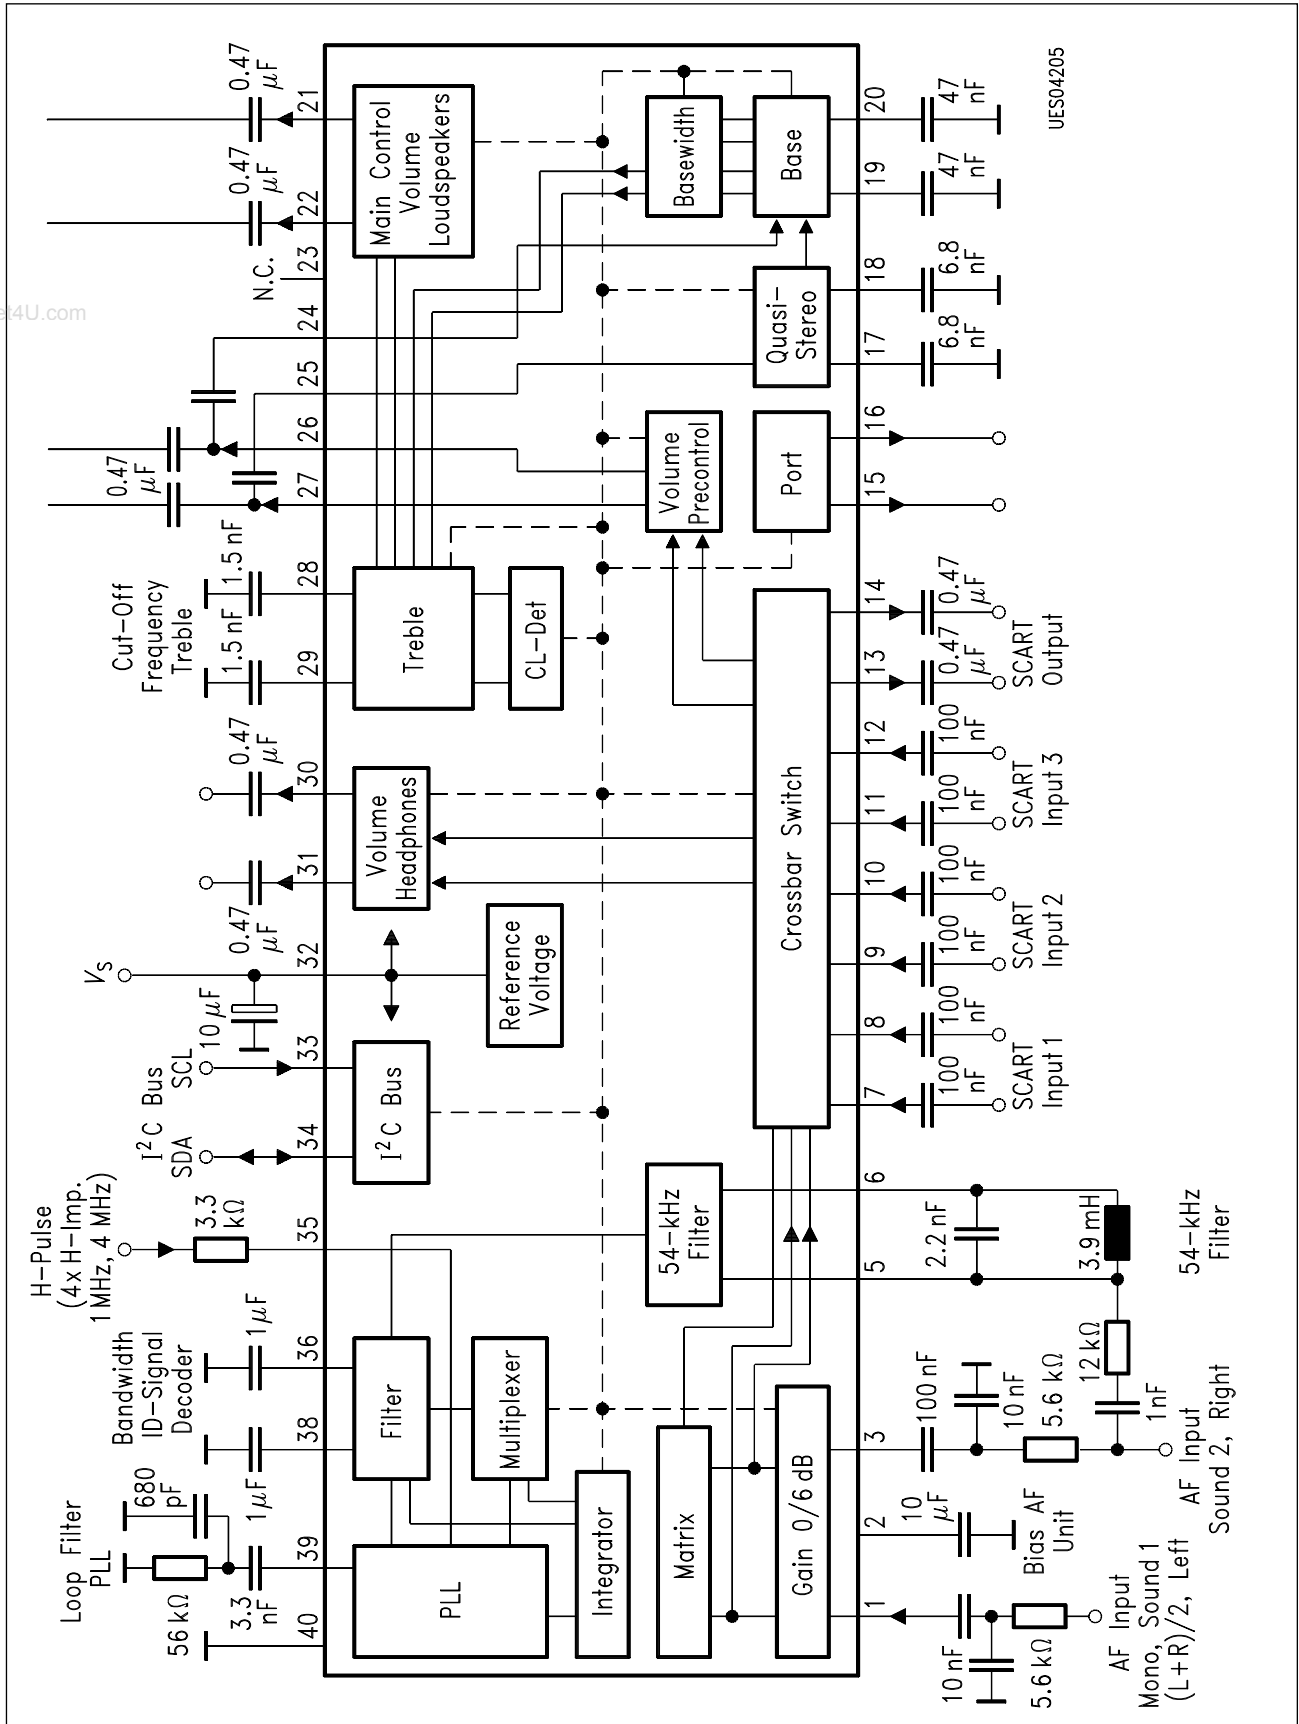 0.47
μF
21
0.47
μF
22
N.C.
23
24
25
26
0.47
μF
27
Cut-Off
Frequency
Treble
1.5 nF
28
1.5 nF
29
0.47
μF
30
31
0.47
μF
32
VS
10 μF
I²C Bus
SCL
33
SDA
34
H-Pulse
(4x H-Imp.
1 MHz, 4 MHz)
3.3
kΩ
35
Bandwidth
ID-Signal
Decoder
1 μF
36
1 μF
38
Loop Filter
PLL
680
pF
56 kΩ
3.3
nF
39
40
Main Control
Volume
Loudspeakers
Basewidth
Base
Quasi-
Stereo
Volume
Precontrol
Port
Treble
CL-Det
Volume
Headphones
Reference
Voltage
I²C Bus
Crossbar Switch
54-kHz
Filter
Filter
Multiplexer
PLL
Integrator
Matrix
Gain 0/6 dB
20
47
nF
19
47
nF
18
6.8
nF
17
6.8
nF
16
15
14
0.47
μF
13
0.47
μF
SCART
Output
12
100
nF
11
100
nF
SCART
Input 3
10
100
nF
9
100
nF
SCART
Input 2
8
100
nF
7
100
nF
SCART
Input 1
6
5
2.2 nF
3.9 mH
54-kHz
Filter
12 kΩ
1 nF
3
100 nF
10 nF
5.6 kΩ
AF Input
Sound 2, Right
2
10
μF
Bias AF
Unit
1
10 nF
5.6 kΩ
AF Input
Mono, Sound 1
(L+R)/2, Left
UES04205
et4U.com